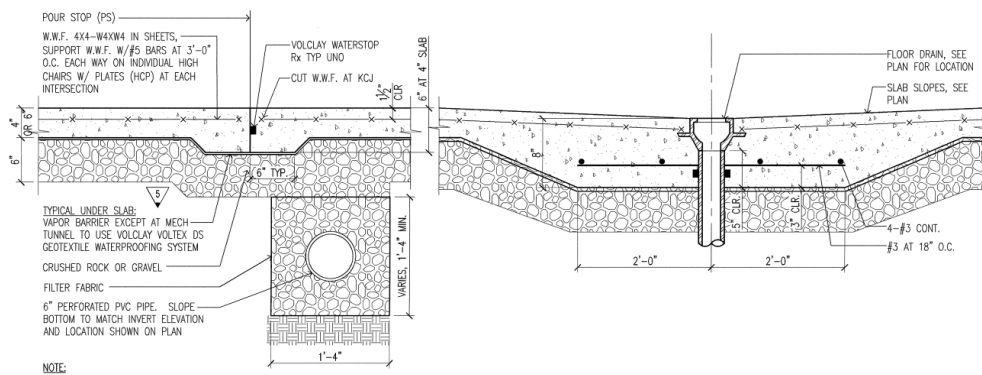 POUR STOP (PS)
W.W.F. 4X4-W4XW4 IN SHEETS,
SUPPORT W.W.F. W/#5 BARS AT 3'-0"
O.C. EACH WAY ON INDIVIDUAL HIGH
CHAIRS W/ PLATES (HCP) AT EACH
INTERSECTION
VOLCLAY WATERSTOP
Rx TYP UNO
CUT W.W.F. AT KCJ
1 1/2"
CLR
6" AT 4" SLAB
4"
OR 6"
6"
6" TYP.
5
TYPICAL UNDER SLAB:
VAPOR BARRIER EXCEPT AT MECH
TUNNEL TO USE VOLCLAY VOLTEX DS
GEOTEXTILE WATERPROOFING SYSTEM
CRUSHED ROCK OR GRAVEL
FILTER FABRIC
6" PERFORATED PVC PIPE. SLOPE
BOTTOM TO MATCH INVERT ELEVATION
AND LOCATION SHOWN ON PLAN
VARIES, 1'-4" MIN.
1'-4"
NOTE:
FLOOR DRAIN, SEE
PLAN FOR LOCATION
SLAB SLOPES, SEE
PLAN
8"
5" CLR.
3" CLR.
4-#3 CONT.
#3 AT 18" O.C.
2'-0"
2'-0"